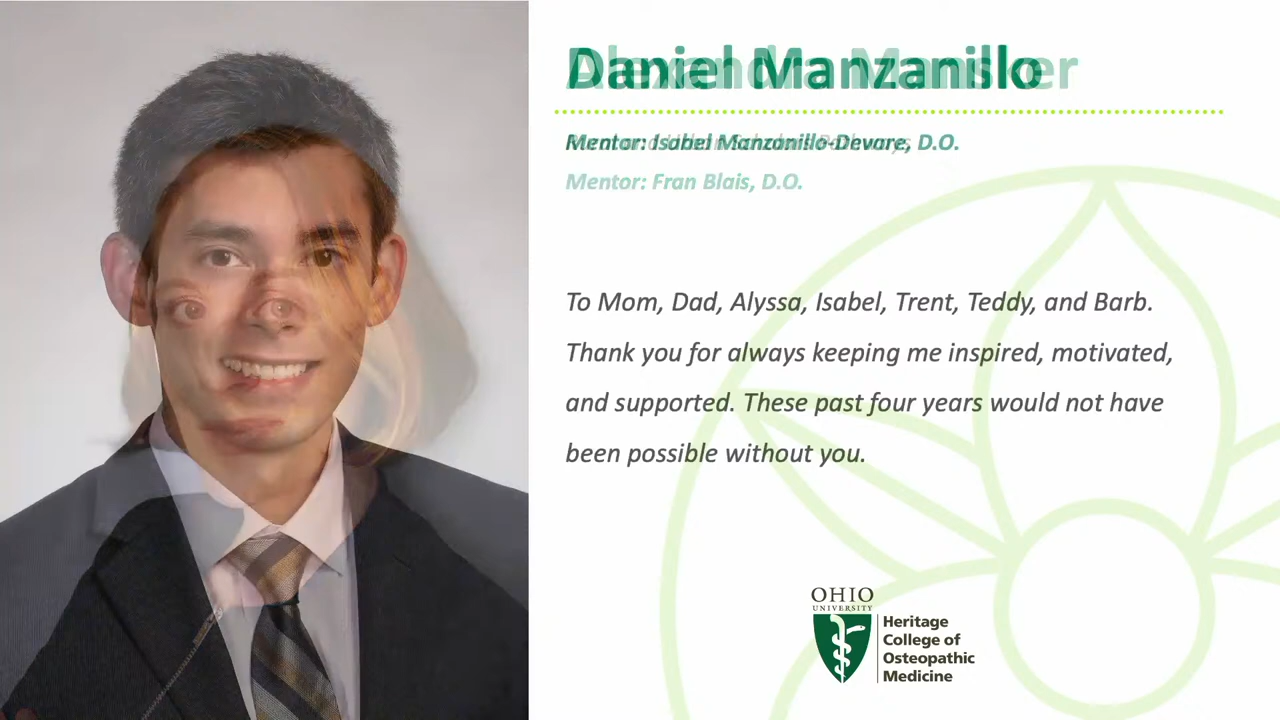 Daniel Manzanillo
Mentor: Isabel Manzanillo-Devore, D.O.
Mentor: Fran Blais, D.O.
To Mom, Dad, Alyssa, Isabel, Trent, Teddy, and Barb.
Thank you for always keeping me inspired, motivated,
and supported. These past four years would not have
been possible without you.
OHIO
UNIVERSITY
Heritage
College of
Osteopathic
Medicine